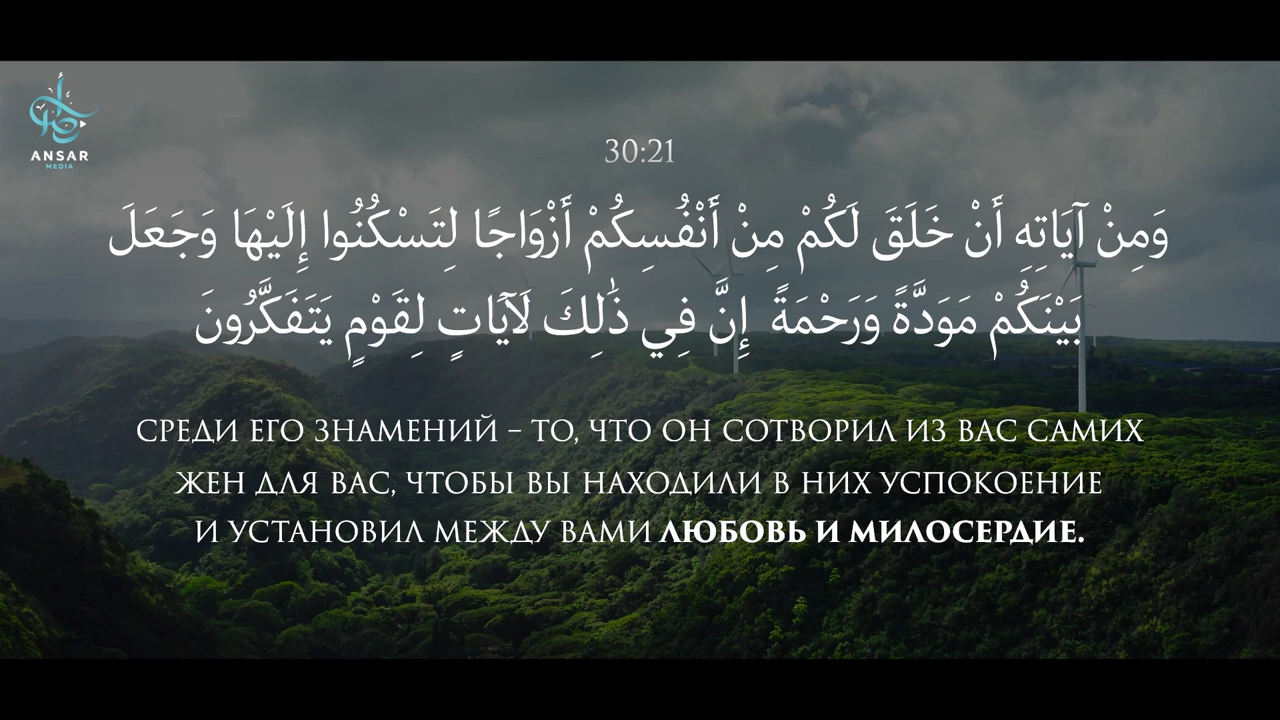 ANSAR
MEDIA
30:21
وَمِنْ آيَاتِهِ أَنْ خَلَقَ لَكُمْ مِنْ أَنْفُسِكُمْ أَزْوَاجًا لِتَسْكُنُوا إِلَيْهَا وَجَعَلَ
بَيْنَكُمْ مَوَدَّةً وَرَحْمَةً إِنَّ فِي ذَٰلِكَ لَآيَاتٍ لِقَوْمٍ يَتَفَكَّرُونَ
СРЕДИ ЕГО ЗНАМЕНИЙ – ТО, ЧТО ОН СОТВОРИЛ ИЗ ВАС САМИХ
ЖЕН ДЛЯ ВАС, ЧТОБЫ ВЫ НАХОДИЛИ В НИХ УСПОКОЕНИЕ
И УСТАНОВИЛ МЕЖДУ ВАМИ ЛЮБОВЬ И МИЛОСЕРДИЕ.